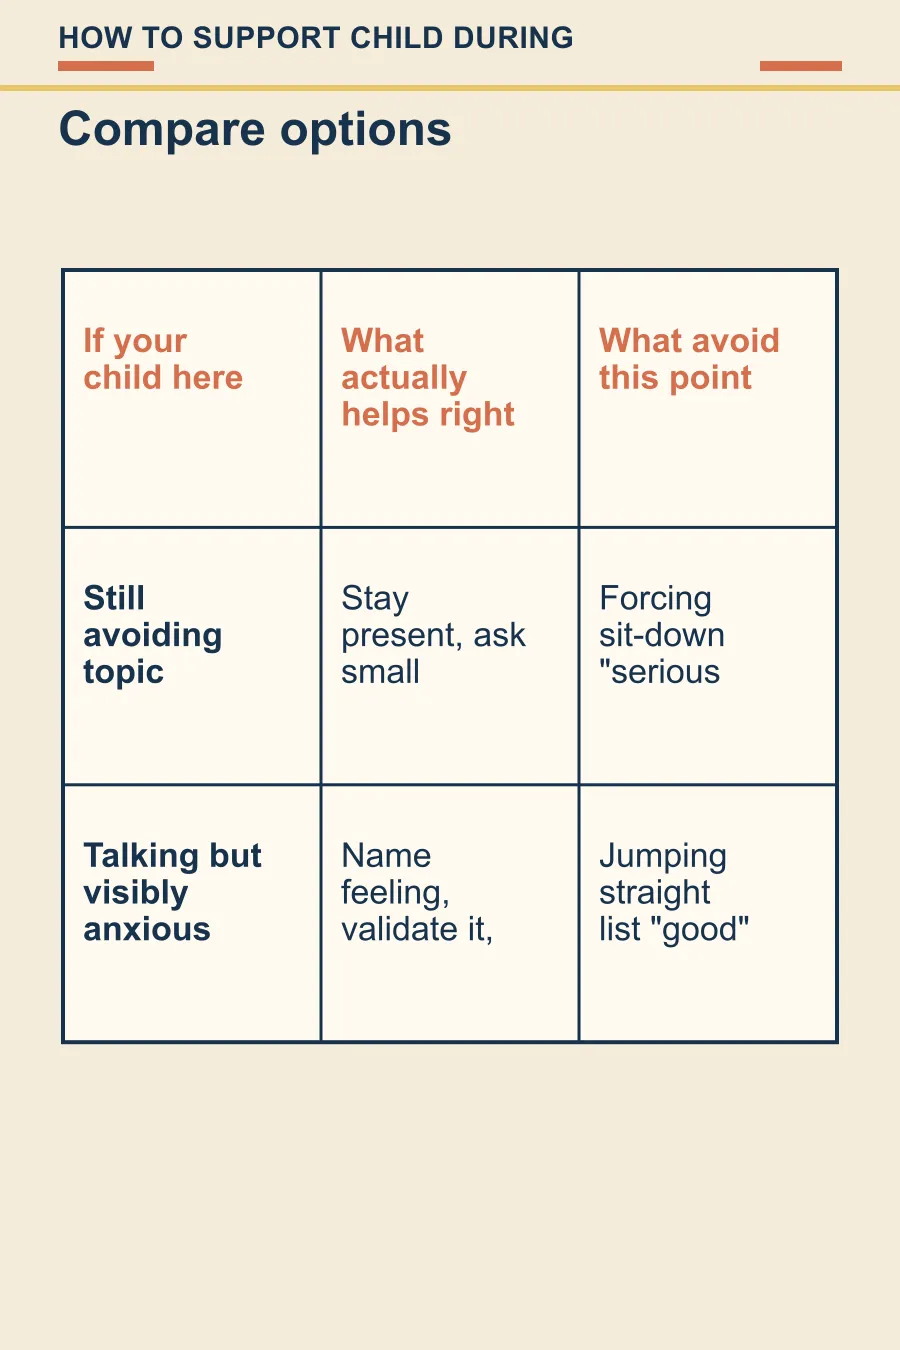 HOW TO SUPPORT CHILD DURING
Compare options
If your
child here
What
actually
helps right
What avoid
this point
Still
avoiding
topic
Stay
present, ask
small
Forcing
sit-down
"serious
Talking but
visibly
anxious
Name
feeling,
validate it,
Jumping
straight
list "good"